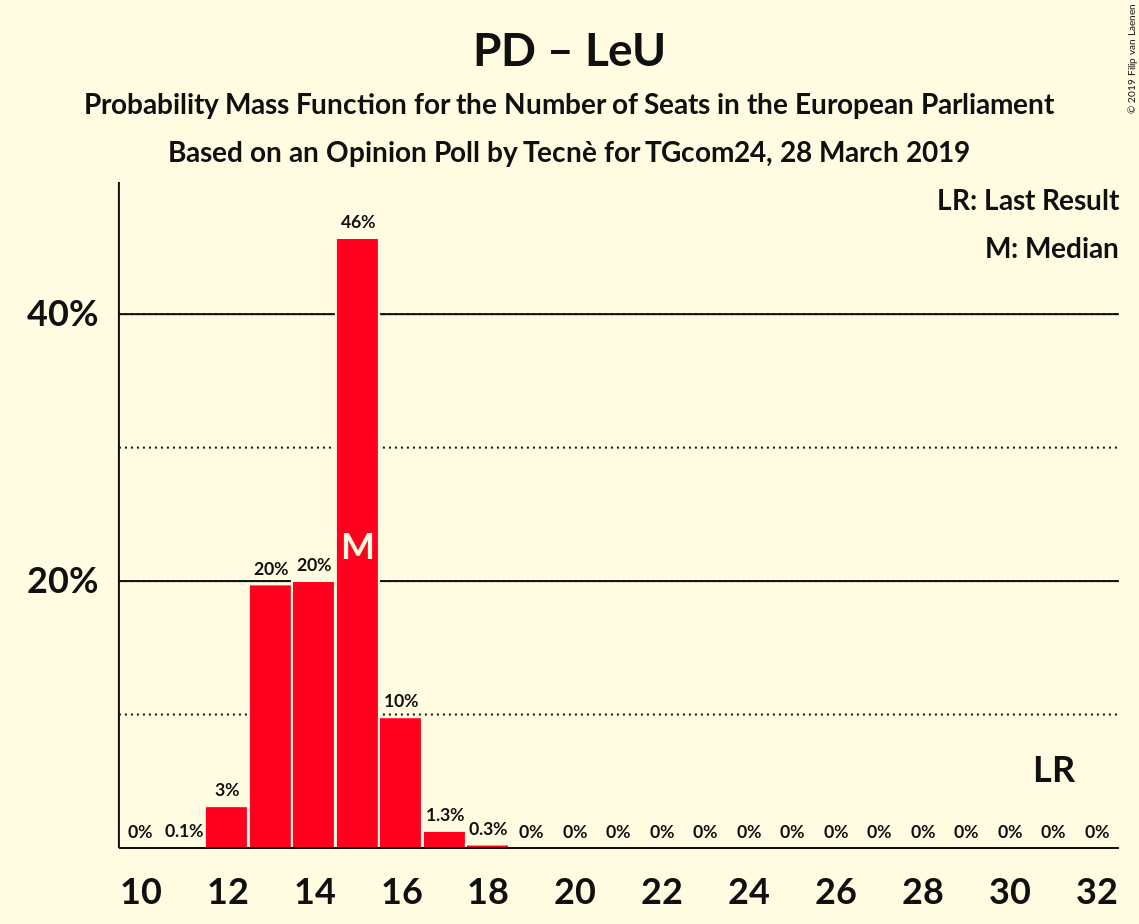 PD – LeU
Probability Mass Function for the Number of Seats in the European Parliament
Based on an Opinion Poll by Tecnè for TGcom24, 28 March 2019
© 2019 Filip van Laenen
LR: Last Result
M: Median
46%
40%
M
20% 20%
20%
10%
LR
3%
0% 0.1% 1.3% 0.3% 0% 0% 0% 0% 0% 0% 0% 0% 0% 0% 0% 0% 0% 0%
10 12 14 16 18 20 22 24 26 28 30 32